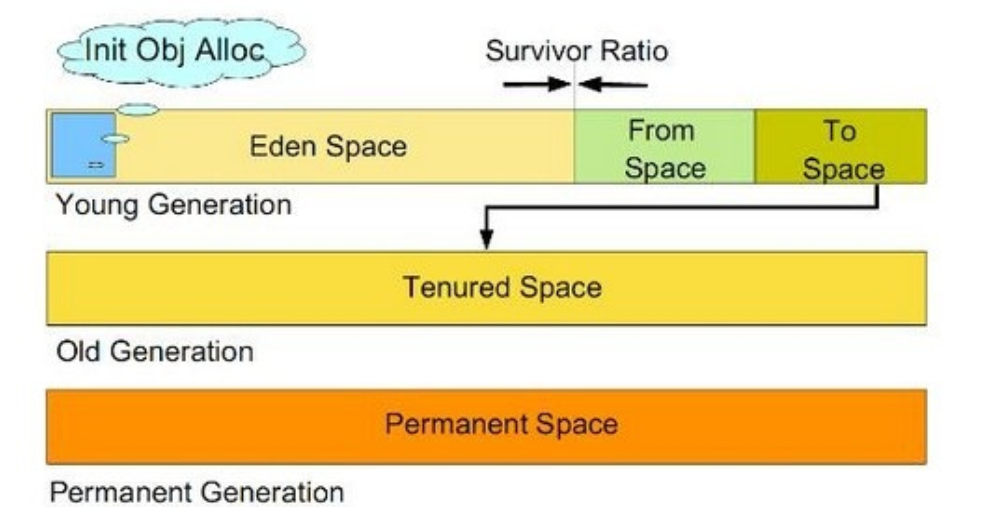 Init Obj Alloc
Survivor Ratio
Eden Space
From
Space
To
Space
Young Generation
Tenured Space
Old Generation
Permanent Space
Permanent Generation